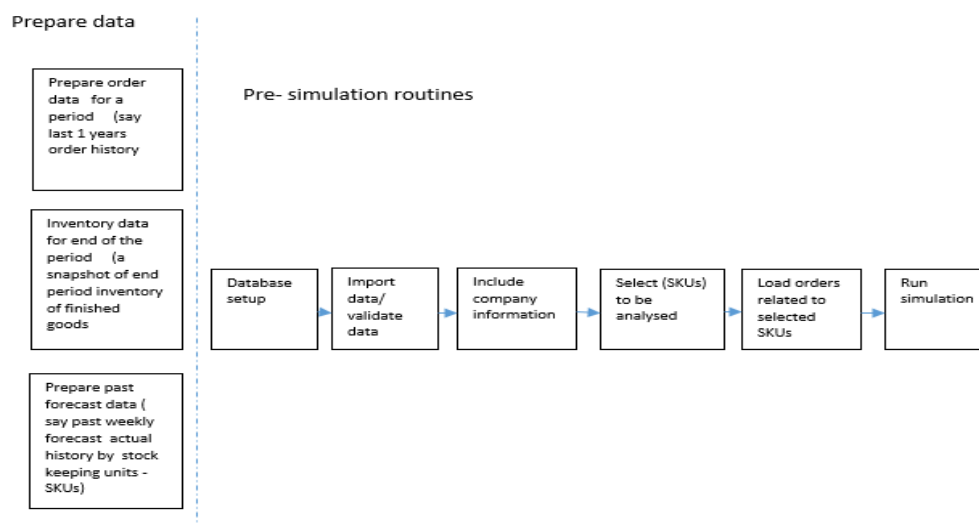 Prepare data
Prepare order
data for a
period (say
last 1 years
order history
Inventory data
for end of the
period (a
snapshot of end
period inventory
of finished
goods
Prepare past
forecast data (
say past weekly
forecast actual
history by stock
keeping units -
SKUs)
Pre- simulation routines
Database
setup
Import
data/
validate
data
Include
company
information
Select (SKUs)
to be
analysed
Load orders
related to
selected
SKUs
Run
simulation